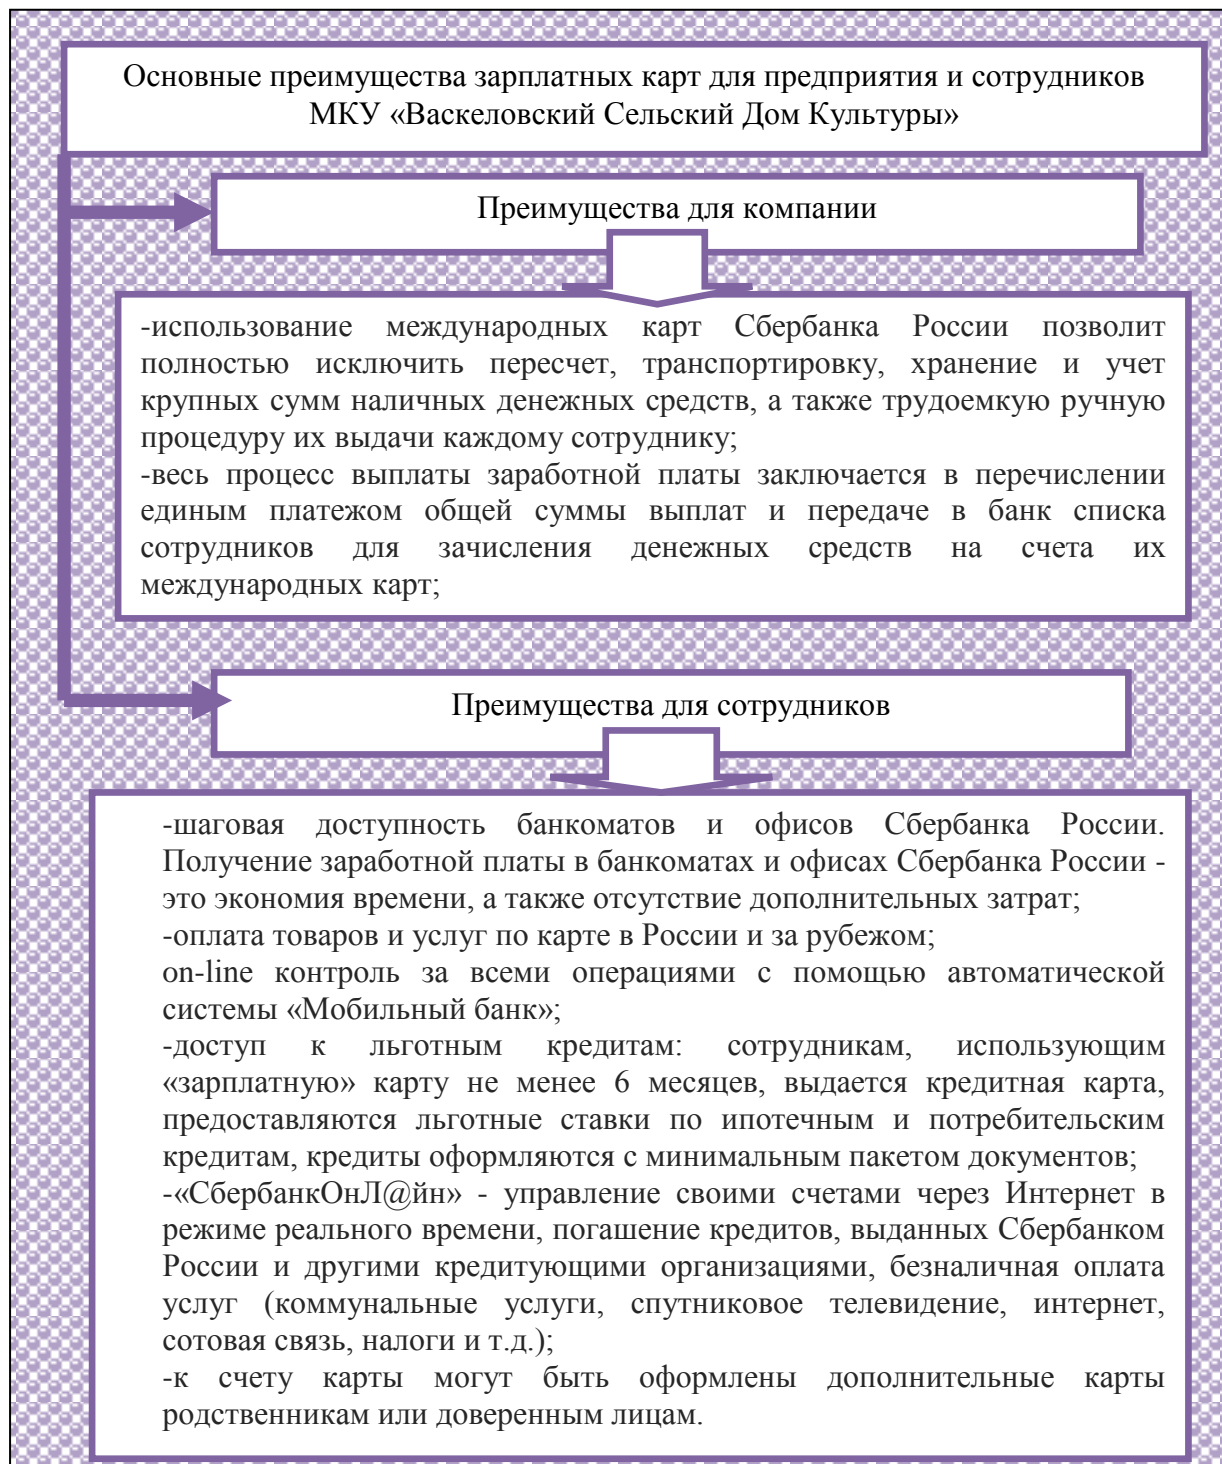 Основные преимущества зарплатных карт для предприятия и сотрудников
МКУ «Васкеловский Сельский Дом Культуры»
Преимущества для компании
-использование международных карт Сбербанка России позволит
полностью исключить пересчет, транспортировку, хранение и учет
крупных сумм наличных денежных средств, а также трудоемкую ручную
процедуру их выдачи каждому сотруднику;
-весь процесс выплаты заработной платы заключается в перечислении
единым платежом общей суммы выплат и передаче в банк списка
сотрудников для зачисления денежных средств на счета их
международных карт;
Преимущества для сотрудников
-шаговая доступность банкоматов и офисов Сбербанка России.
Получение заработной платы в банкоматах и офисах Сбербанка России -
это экономия времени, а также отсутствие дополнительных затрат;
-оплата товаров и услуг по карте в России и за рубежом;
on-line контроль за всеми операциями с помощью автоматической
системы «Мобильный банк»;
-доступ к льготным кредитам: сотрудникам, использующим
«зарплатную» карту не менее 6 месяцев, выдается кредитная карта,
предоставляются льготные ставки по ипотечным и потребительским
кредитам, кредиты оформляются с минимальным пакетом документов;
-«СбербанкОнЛ@йн» - управление своими счетами через Интернет в
режиме реального времени, погашение кредитов, выданных Сбербанком
России и другими кредитующими организациями, безналичная оплата
услуг (коммунальные услуги, спутниковое телевидение, интернет,
сотовая связь, налоги и т.д.);
-к счету карты могут быть оформлены дополнительные карты
родственникам или доверенным лицам.